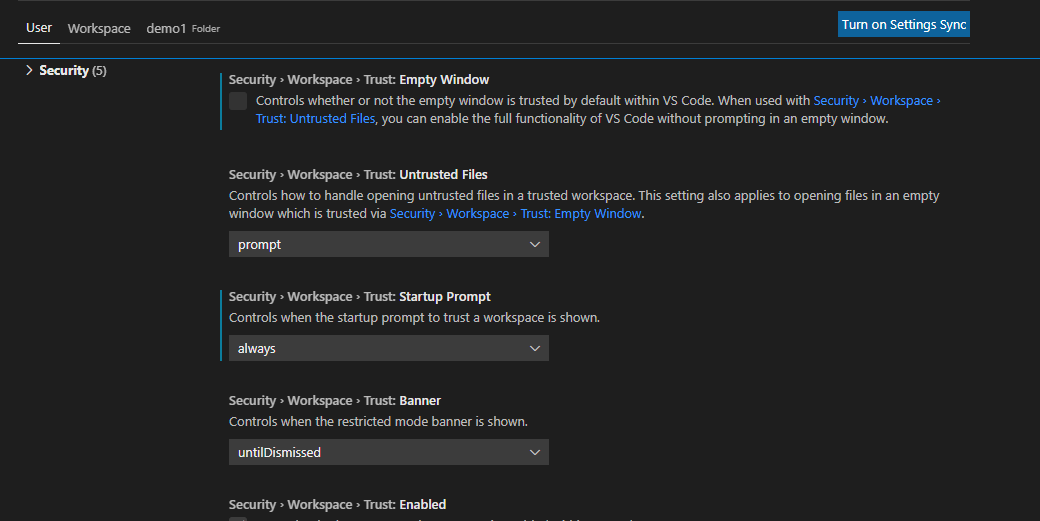 User Workspace demo1 Folder Turn on Settings Sync
Security (5)
Security › Workspace › Trust: Empty Window
Controls whether or not the empty window is trusted by default within VS Code. When used with Security › Workspace ›
Trust: Untrusted Files, you can enable the full functionality of VS Code without prompting in an empty window.
Security › Workspace › Trust: Untrusted Files
Controls how to handle opening untrusted files in a trusted workspace. This setting also applies to opening files in an empty
window which is trusted via Security › Workspace › Trust: Empty Window.
prompt
Security › Workspace › Trust: Startup Prompt
Controls when the startup prompt to trust a workspace is shown.
always
Security › Workspace › Trust: Banner
Controls when the restricted mode banner is shown.
untilDismissed
Security › Workspace › Trust: Enabled